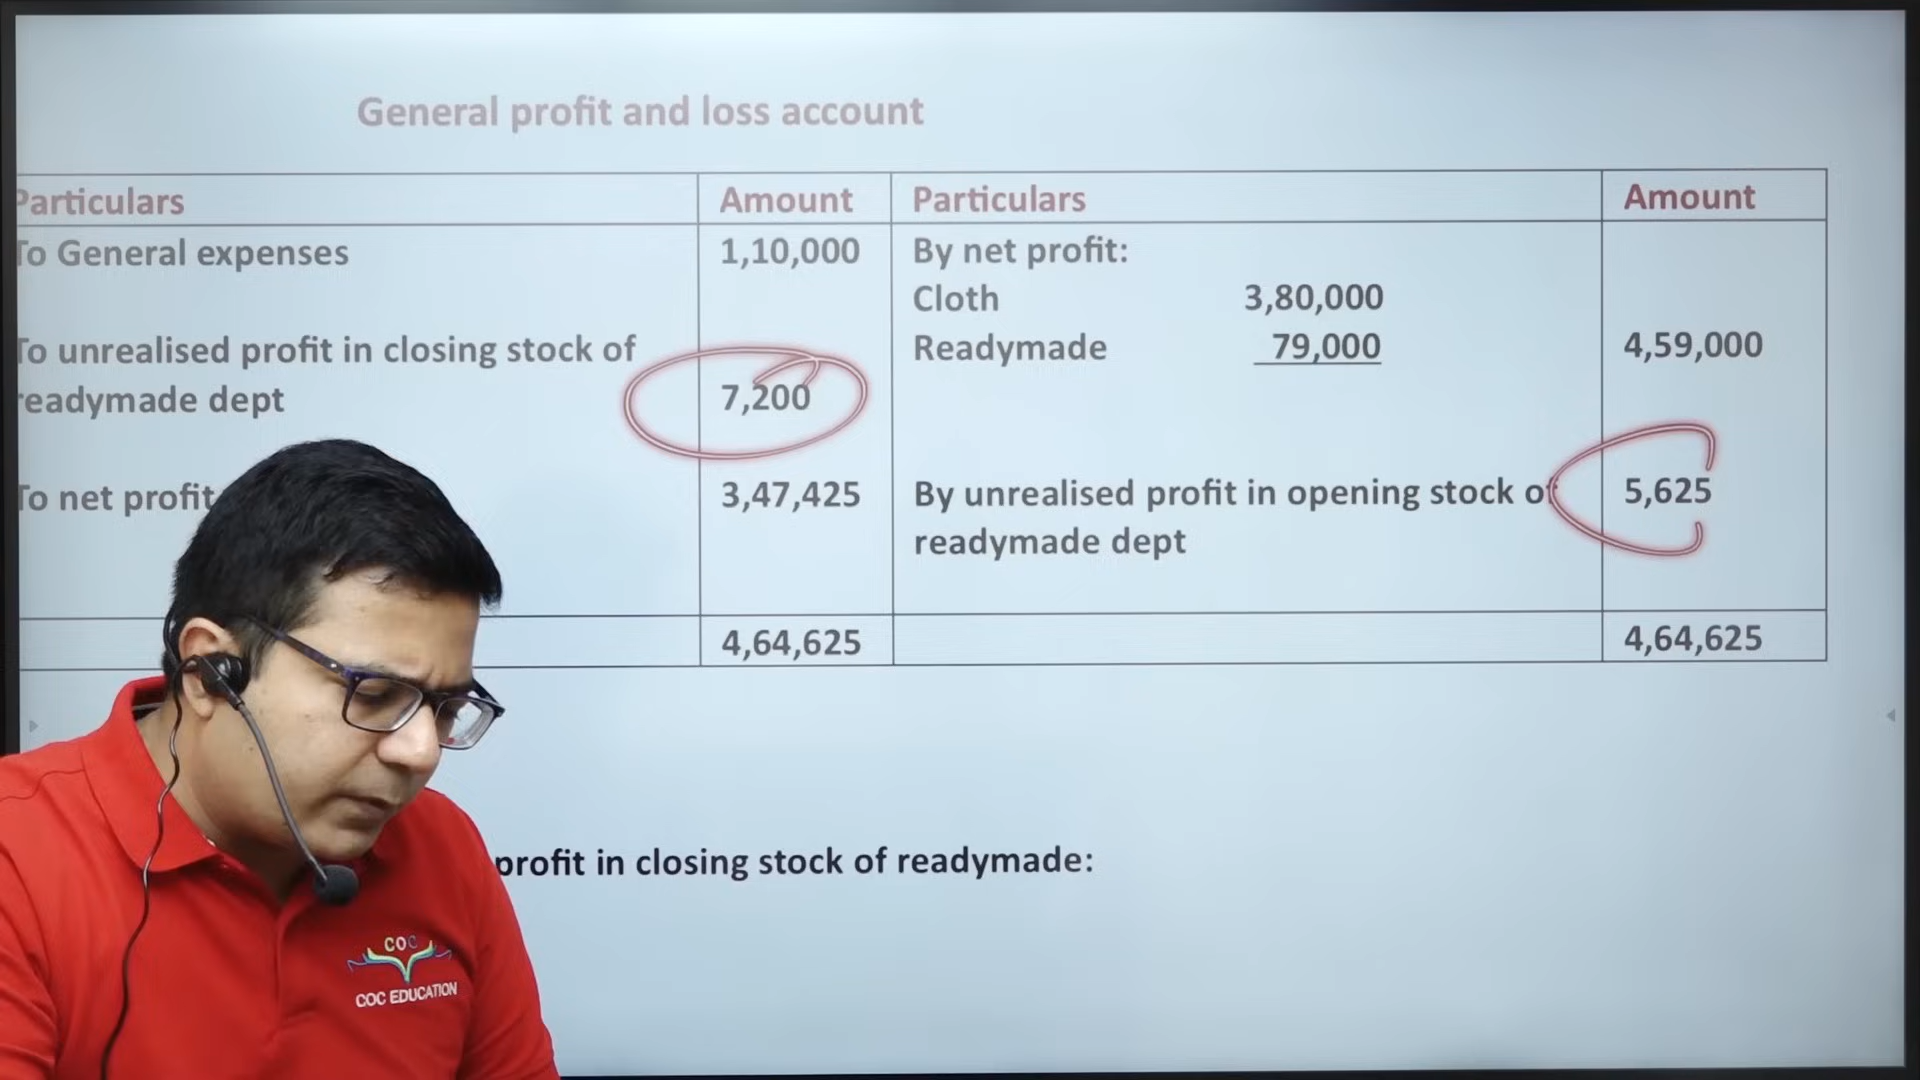 General profit and loss account
Particulars Amount Particulars Amount
To General expenses 1,10,000 By net profit:
Cloth 3,80,000
To unrealised profit in closing stock of Readymade 79,000 4,59,000
readymade dept 7,200
To net profit 3,47,425 By unrealised profit in opening stock of 5,625
readymade dept
4,64,625 4,64,625
profit in closing stock of readymade:
COC
COC EDUCATION